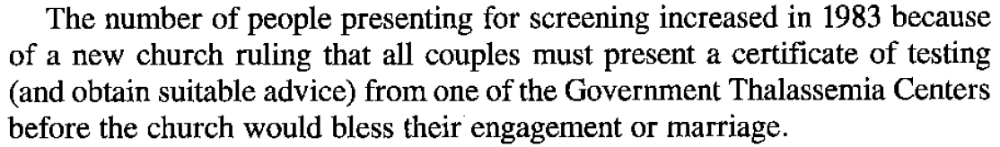 The number of people presenting for screening increased in 1983 because
of a new church ruling that all couples must present a certificate of testing
(and obtain suitable advice) from one of the Government Thalassemia Centers
before the church would bless their engagement or marriage.